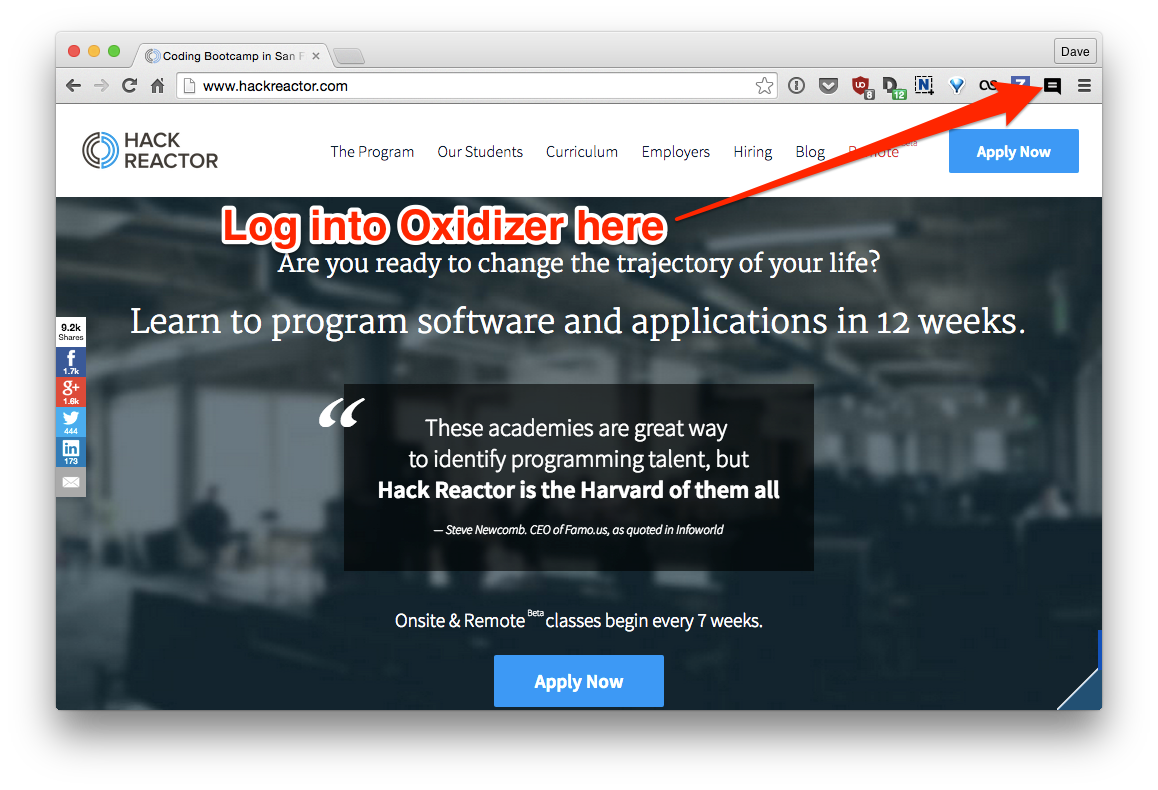 Coding Bootcamp in San F
Dave
www.hackreactor.com
UD
8
D
12
N
HACK
REACTOR
The Program
Our Students
Curriculum
Employers
Hiring
Blog
Remote
Apply Now
Log into Oxidizer here
Are you ready to change the trajectory of your life?
Learn to program software and applications in 12 weeks.
9.2k
Shares
f
1.7k
g+
1.6k
444
in
173
“
These academies are great way
to identify programming talent, but
Hack Reactor is the Harvard of them all
— Steve Newcomb. CEO of Famo.us, as quoted in Infoworld
Onsite & Remote Beta classes begin every 7 weeks.
Apply Now